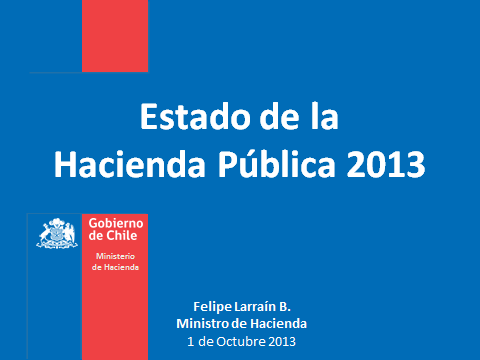 Estado de la
Hacienda Pública 2013
Gobierno
de Chile
Ministerio
de Hacienda
Felipe Larraín B.
Ministro de Hacienda
1 de Octubre 2013